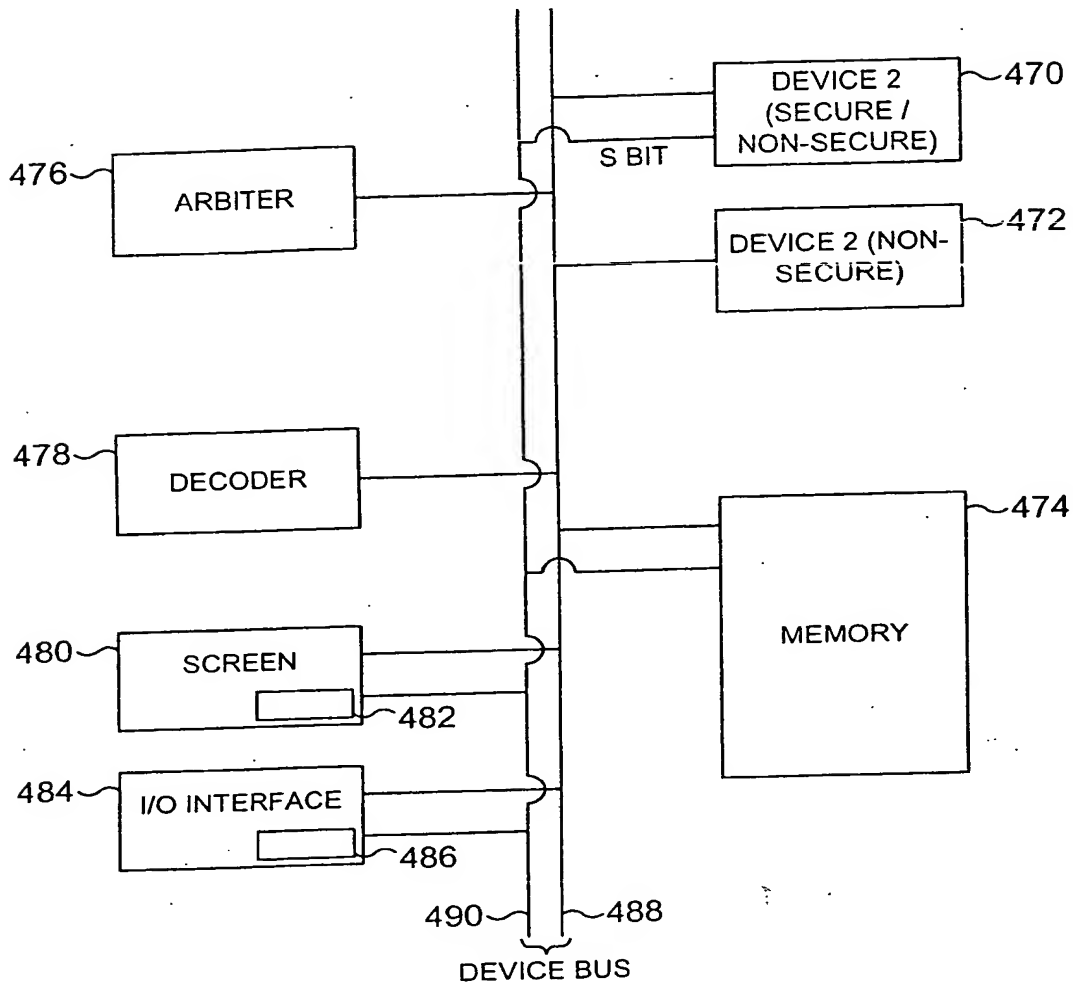 DEVICE 2
(SECURE /
NON-SECURE)
470
S BIT
476
ARBITER
472
DEVICE 2 (NON-
SECURE)
478
DECODER
474
MEMORY
480
SCREEN
482
484
I/O INTERFACE
486
490
488
DEVICE BUS